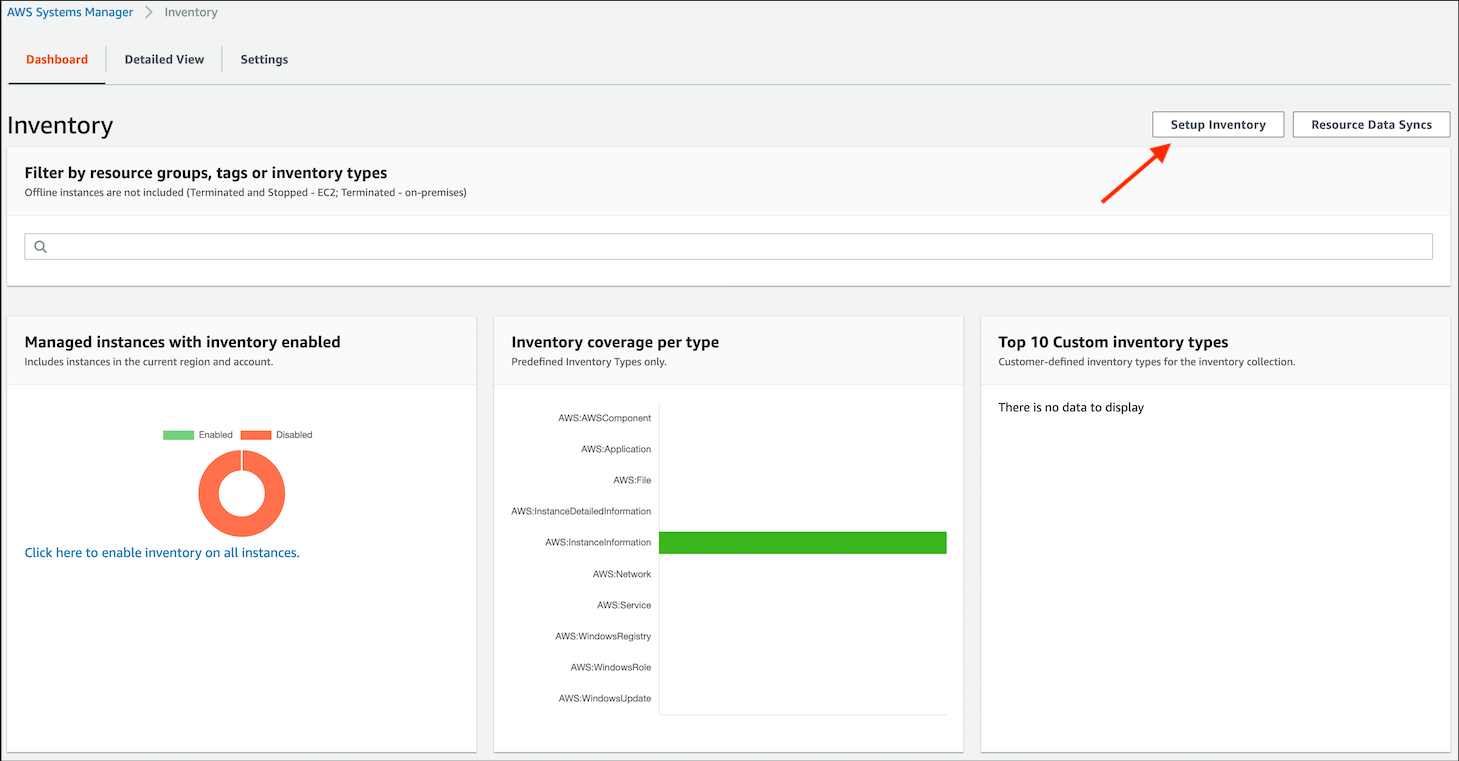 AWS Systems Manager > Inventory
Dashboard Detailed View Settings
Inventory
Setup Inventory Resource Data Syncs
Filter by resource groups, tags or inventory types
Offline instances are not included (Terminated and Stopped - EC2; Terminated - on-premises)
Managed instances with inventory enabled
Includes instances in the current region and account.
Enabled Disabled
Click here to enable inventory on all instances.
Inventory coverage per type
Predefined Inventory Types only.
AWS:AWSComponent
AWS:Application
AWS:File
AWS:InstanceDetailedInformation
AWS:InstanceInformation
AWS:Network
AWS:Service
AWS:WindowsRegistry
AWS:WindowsRole
AWS:WindowsUpdate
Top 10 Custom inventory types
Customer-defined inventory types for the inventory collection.
There is no data to display